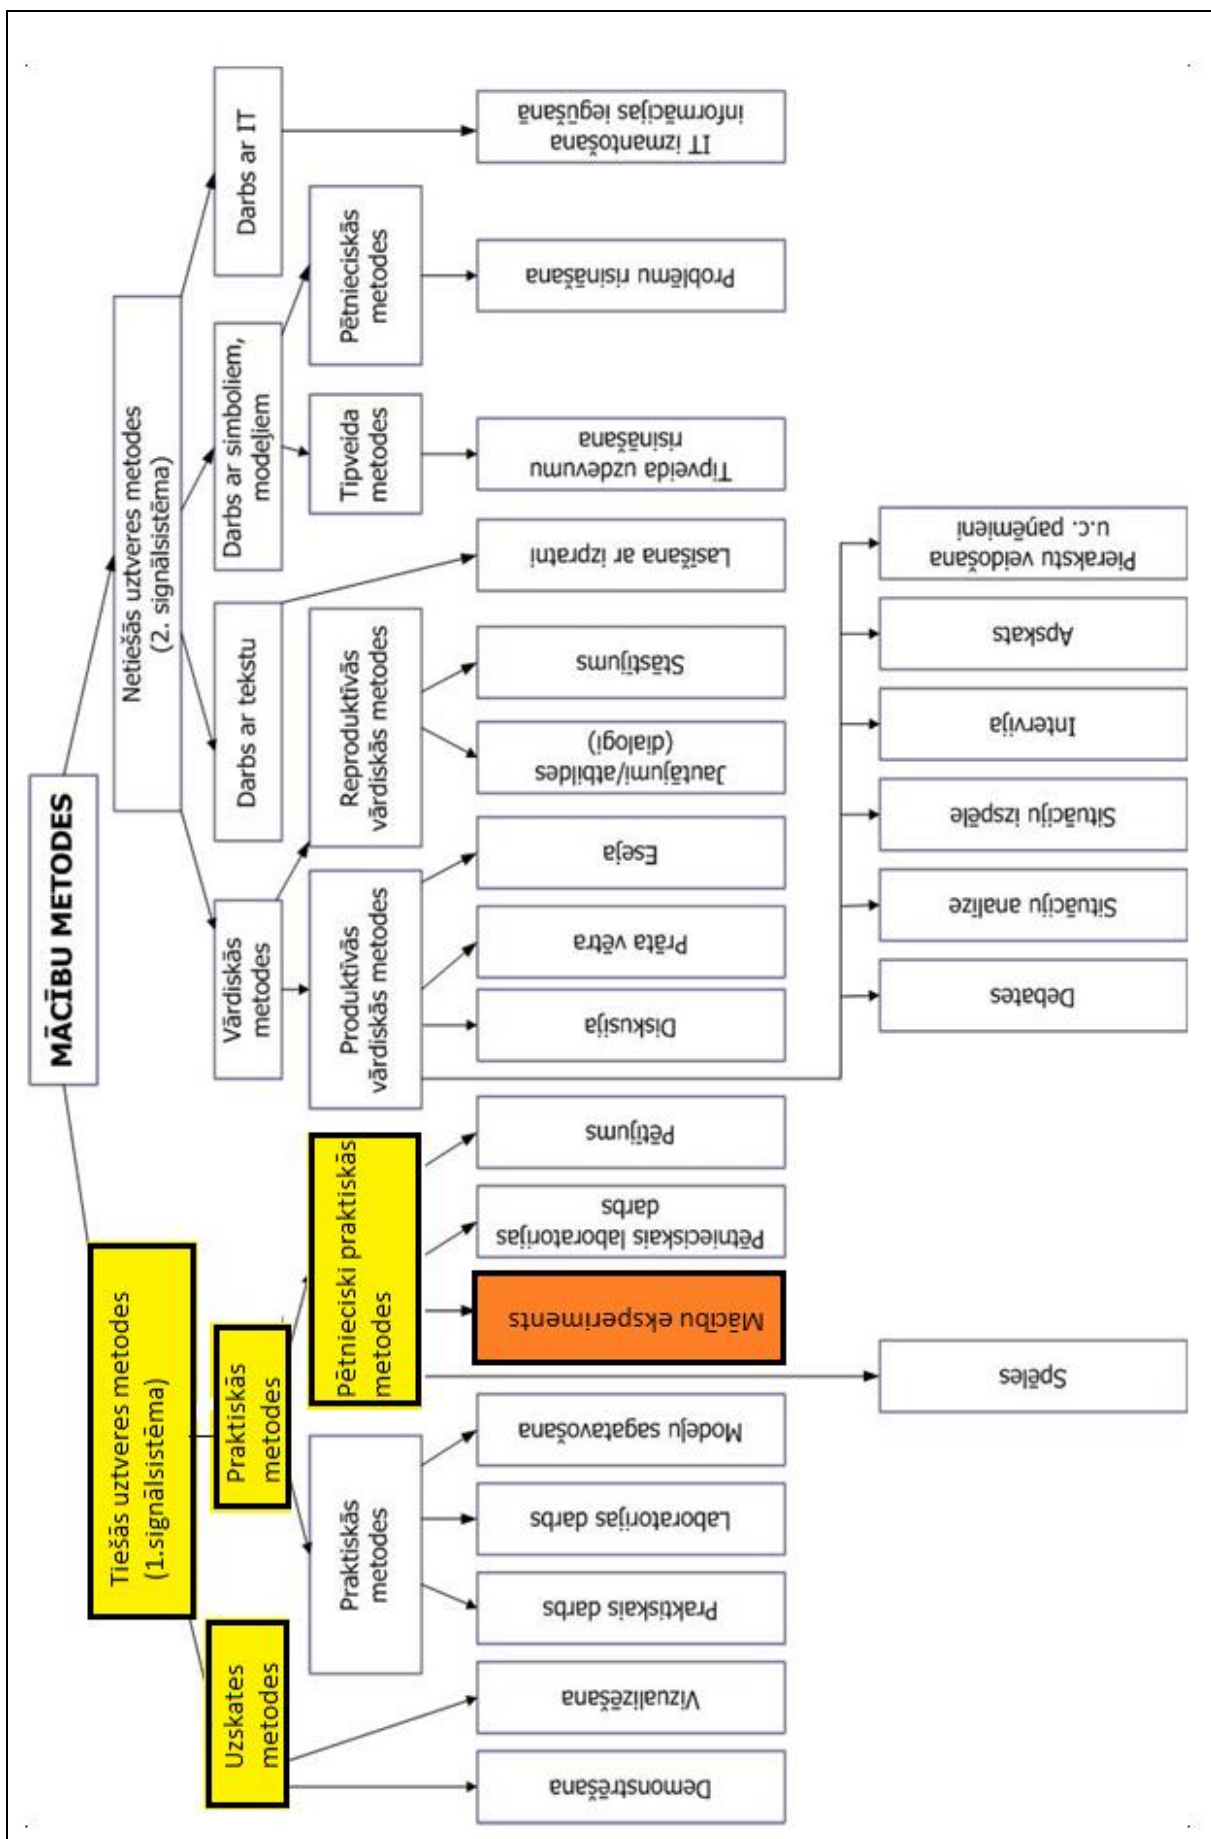 MĀCĪBU METODES
Tiešās uztveres metodes
(1.signālsistēma)
Netiešās uztveres metodes
(2. signālsistēma)
Uzskates
metodes
Praktiskās
metodes
Vārdiskās
metodes
Darbs ar tekstu
Darbs ar simboliem,
modeļiem
Darbs ar IT
Praktiskās
metodes
Pētnieciski praktiskās
metodes
Produktīvās
vārdiskās metodes
Reproduktīvās
vārdiskās metodes
Tipveida
metodes
Pētnieciskās
metodes
Demonstrēšana
Vizualizēšana
Praktiskais darbs
Laboratorijas darbs
Modeļu sagatavošana
Mācību eksperiments
Pētnieciskais laboratorijas
darbs
Pētījums
Diskusija
Prāta vētra
Eseja
Jautājumi/atbildes
(dialogi)
Stāstījums
Lasīšana ar izpratni
Tipveida uzdevumu
risināšana
Problēmu risināšana
IT izmantošana
informācijas iegūšanā
Spēles
Debates
Situāciju analīze
Situāciju izspēle
Intervija
Apskats
Pierakstu veidošana
u.c. paņēmieni